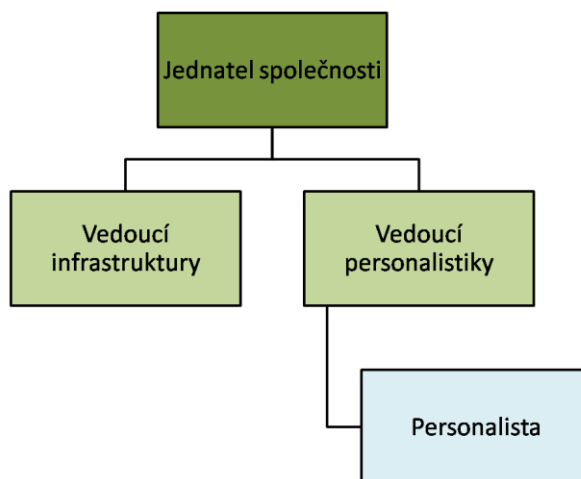 Jednatel společnosti
Vedoucí
infrastruktury
Vedoucí
personalistiky
Personalista